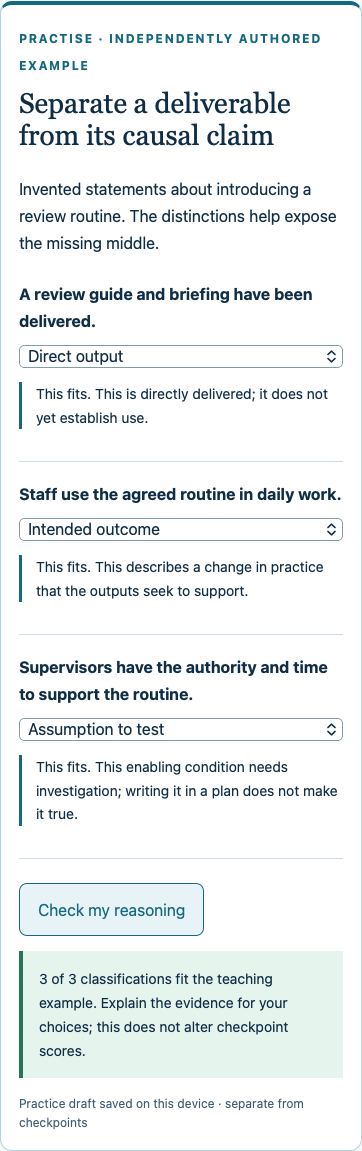 PRACTISE · INDEPENDENTLY AUTHORED
EXAMPLE
Separate a deliverable
from its causal claim
Invented statements about introducing a
review routine. The distinctions help expose
the missing middle.
A review guide and briefing have been
delivered.
Direct output
This fits. This is directly delivered; it does not
yet establish use.
Staff use the agreed routine in daily work.
Intended outcome
This fits. This describes a change in practice
that the outputs seek to support.
Supervisors have the authority and time
to support the routine.
Assumption to test
This fits. This enabling condition needs
investigation; writing it in a plan does not make
it true.
Check my reasoning
3 of 3 classifications fit the teaching
example. Explain the evidence for your
choices; this does not alter checkpoint
scores.
Practice draft saved on this device · separate from
checkpoints